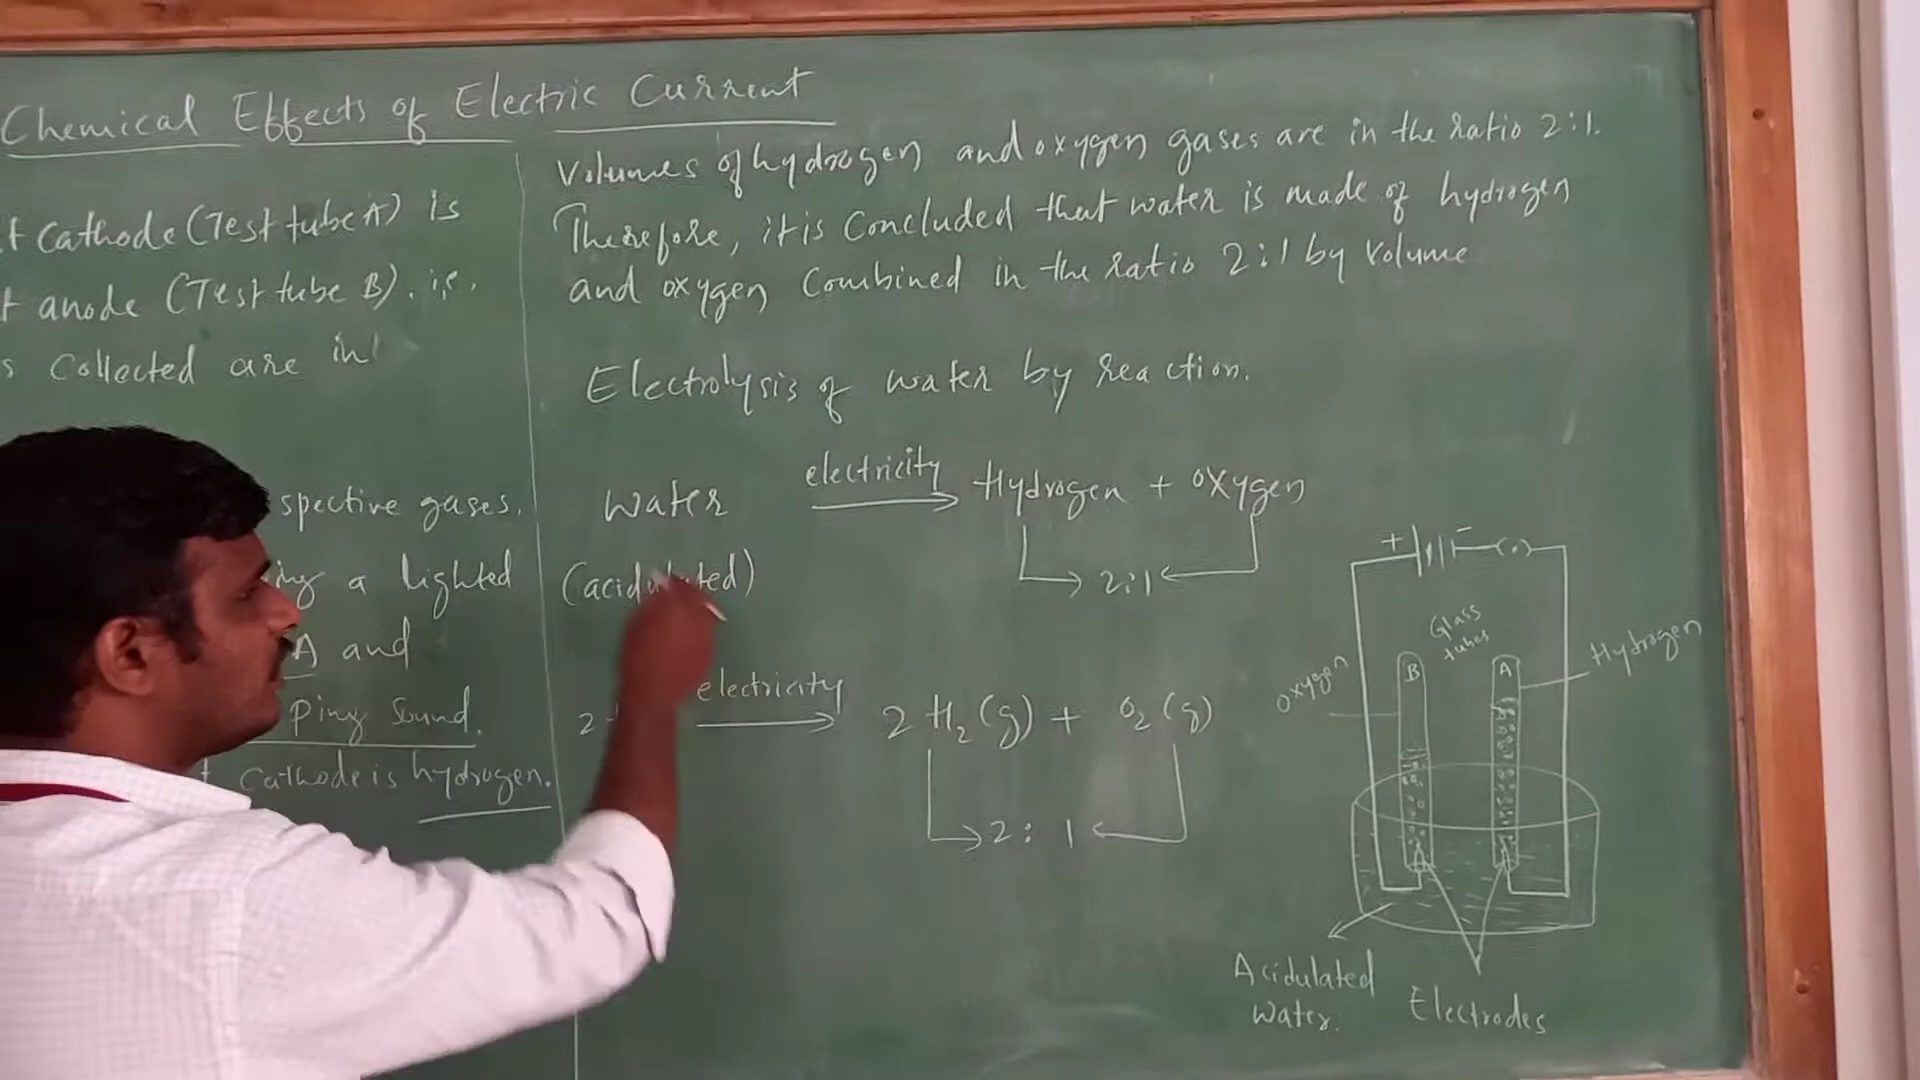 Chemical Effects of Electric Current
Cathode (Test tube A) is
anode (Test tube B). i.e.
s Collected are in
spective gases.
a lighted
A and
Ping Sound.
Cathode is hydrogen.
Volumes of hydrogen and oxygen gases are in the ratio 2:1.
Therefore, it is Concluded that water is made of hydrogen
and oxygen Combined in the ratio 2:1 by Volume
Electrolysis of water by reaction.
Water electricity → Hydrogen + Oxygen
(acidulated)
2:1
2 electricity → 2 H₂(g) + O₂(g)
2 : 1
+ −
Glass
tubes
Oxygen
B
A
Hydrogen
Acidulated
Water.
Electrodes